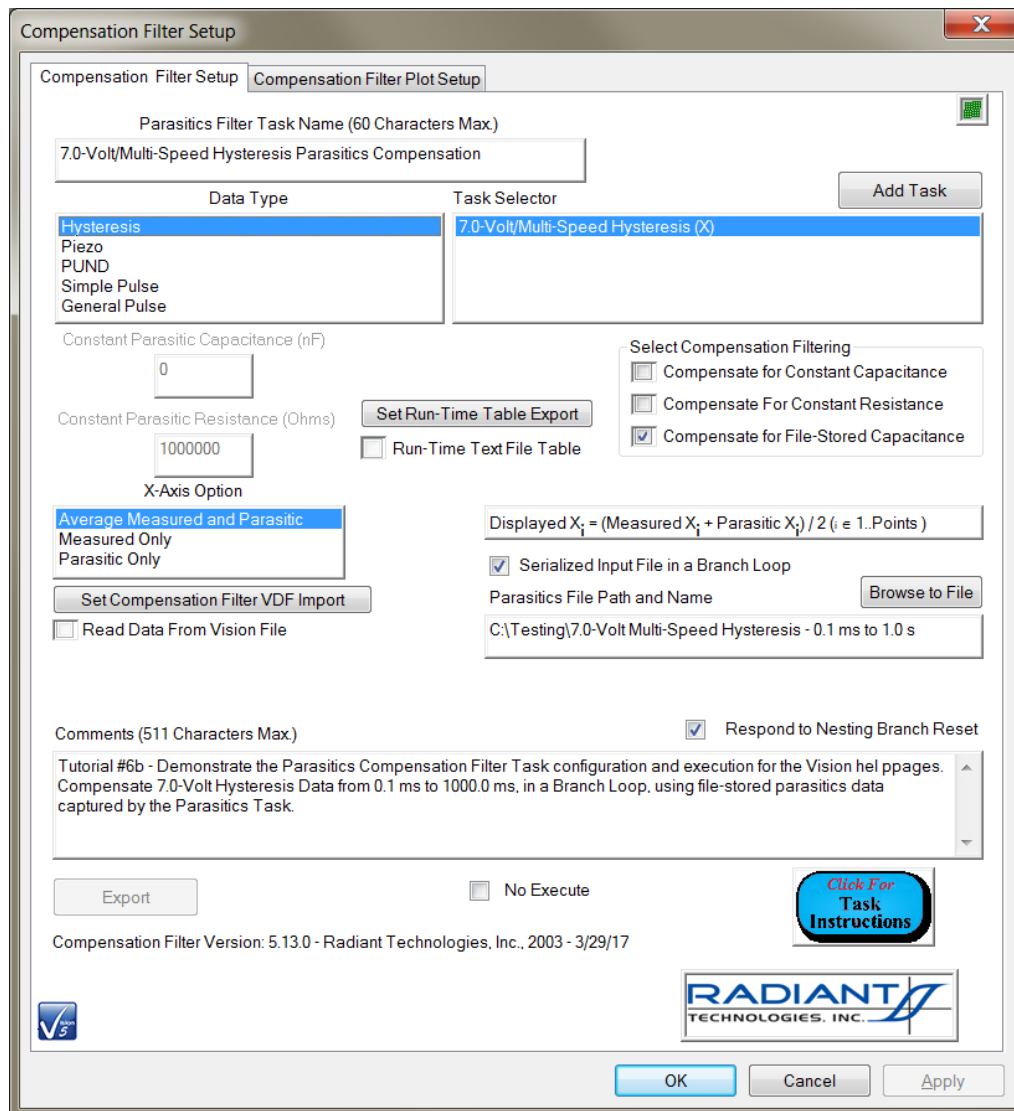 Compensation Filter Setup
X
Compensation Filter Setup
Compensation Filter Plot Setup
Parasitics Filter Task Name (60 Characters Max.)
7.0-Volt/Multi-Speed Hysteresis Parasitics Compensation
Add Task
Data Type
Task Selector
Hysteresis
Piezo
PUND
Simple Pulse
General Pulse
7.0-Volt/Multi-Speed Hysteresis (X)
Constant Parasitic Capacitance (nF)
0
Select Compensation Filtering
Compensate for Constant Capacitance
Compensate For Constant Resistance
Compensate for File-Stored Capacitance
Constant Parasitic Resistance (Ohms)
1000000
Set Run-Time Table Export
Run-Time Text File Table
X-Axis Option
Average Measured and Parasitic
Measured Only
Parasitic Only
Displayed Xi = (Measured Xi + Parasitic Xi) / 2 (i ∈ 1..Points )
Serialized Input File in a Branch Loop
Set Compensation Filter VDF Import
Parasitics File Path and Name
Browse to File
Read Data From Vision File
C:\Testing\7.0-Volt Multi-Speed Hysteresis - 0.1 ms to 1.0 s
Comments (511 Characters Max.)
Respond to Nesting Branch Reset
Tutorial #6b - Demonstrate the Parasitics Compensation Filter Task configuration and execution for the Vision hel ppages.
Compensate 7.0-Volt Hysteresis Data from 0.1 ms to 1000.0 ms, in a Branch Loop, using file-stored parasitics data
captured by the Parasitics Task.
Export
No Execute
Click For
Task
Instructions
Compensation Filter Version: 5.13.0 - Radiant Technologies, Inc., 2003 - 3/29/17
RADIANT
TECHNOLOGIES, INC.
Vision
5
OK
Cancel
Apply